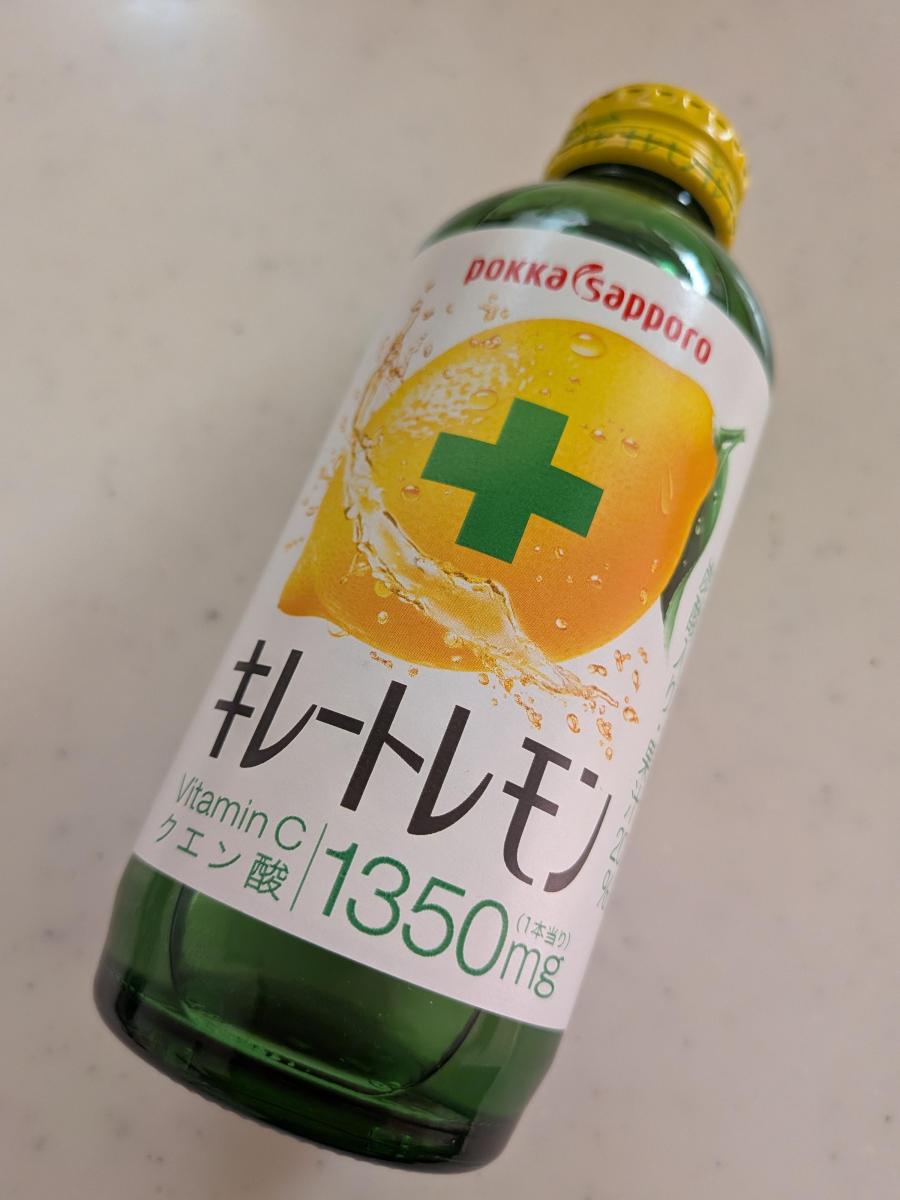 pokka sapporo
キレートレモン
Vitamin C
クエン酸
1350mg
(1本当り)